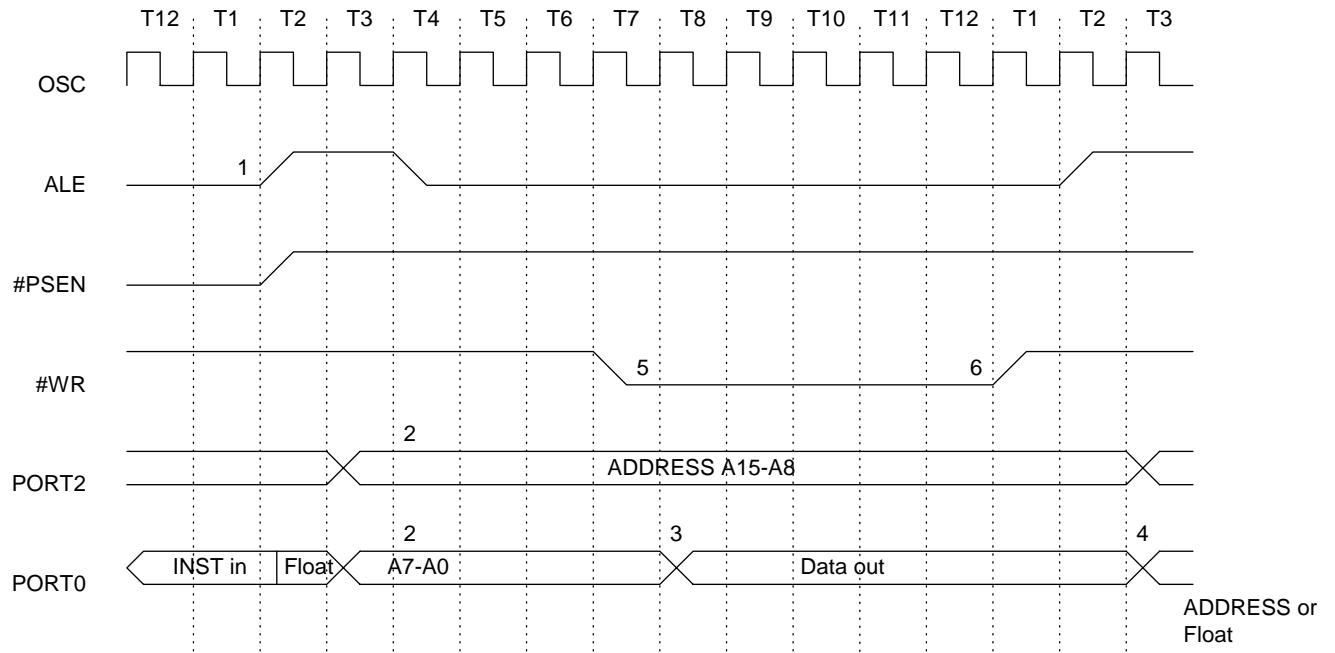 T12 T1 T2 T3 T4 T5 T6 T7 T8 T9 T10 T11 T12 T1 T2 T3
OSC
1
ALE
#PSEN
5 6
#WR
2
ADDRESS A15-A8
PORT2
2 3 4
INST in Float A7-A0 Data out
PORT0
ADDRESS or
Float